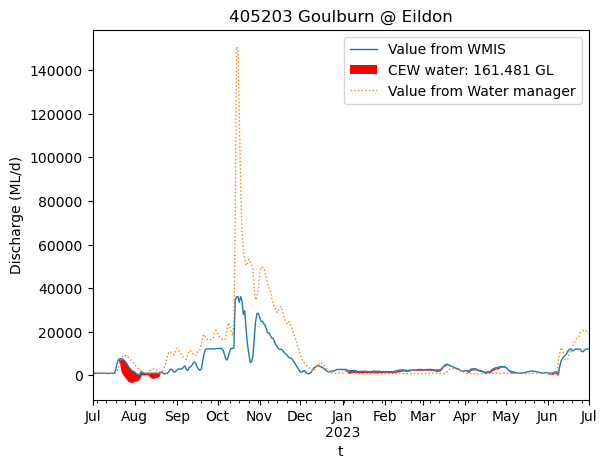 405203 Goulburn @ Eildon
Value from WMIS
CEW water: 161.481 GL
Value from Water manager
Discharge (ML/d)
140000
120000
100000
80000
60000
40000
20000
0
Jul Aug Sep Oct Nov Dec Jan Feb Mar Apr May Jun Jul
2023
t